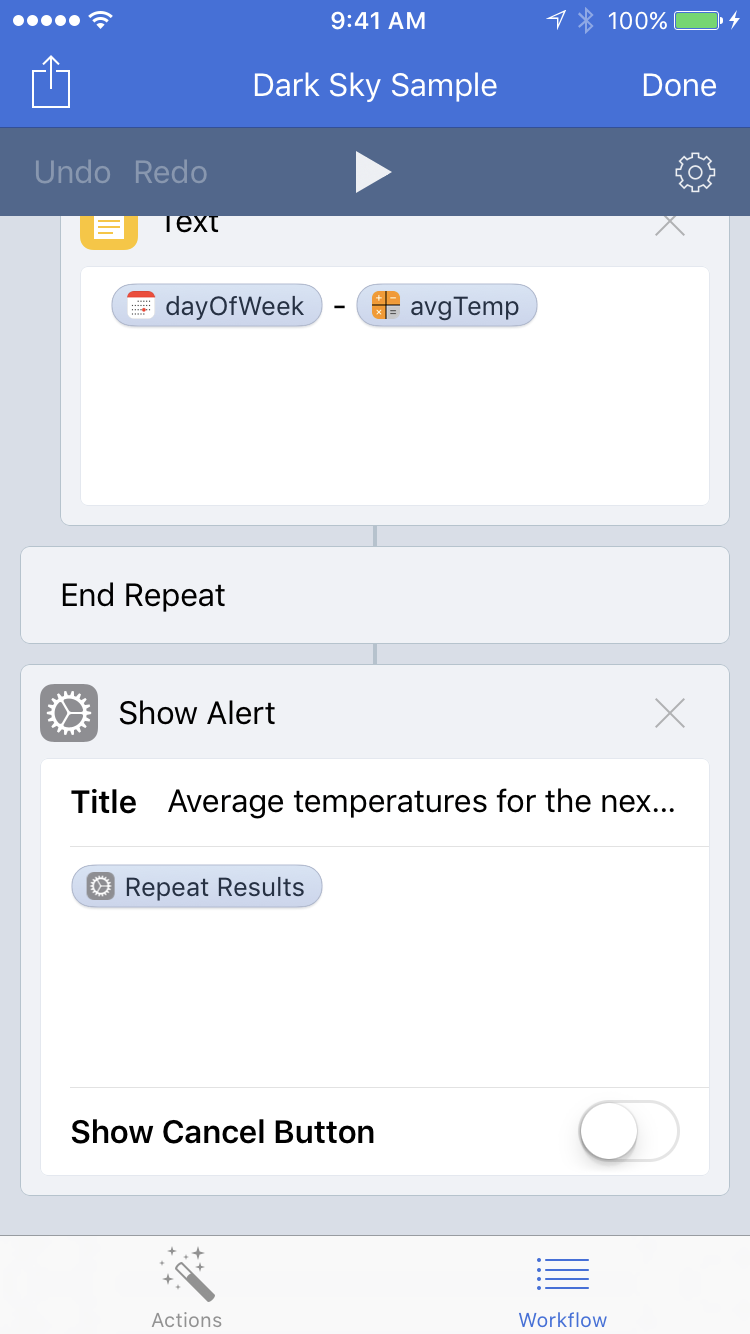 9:41 AM 100%
Dark Sky Sample Done
Undo Redo
Text
dayOfWeek - avgTemp
End Repeat
Show Alert
Title Average temperatures for the nex...
Repeat Results
Show Cancel Button
Actions Workflow